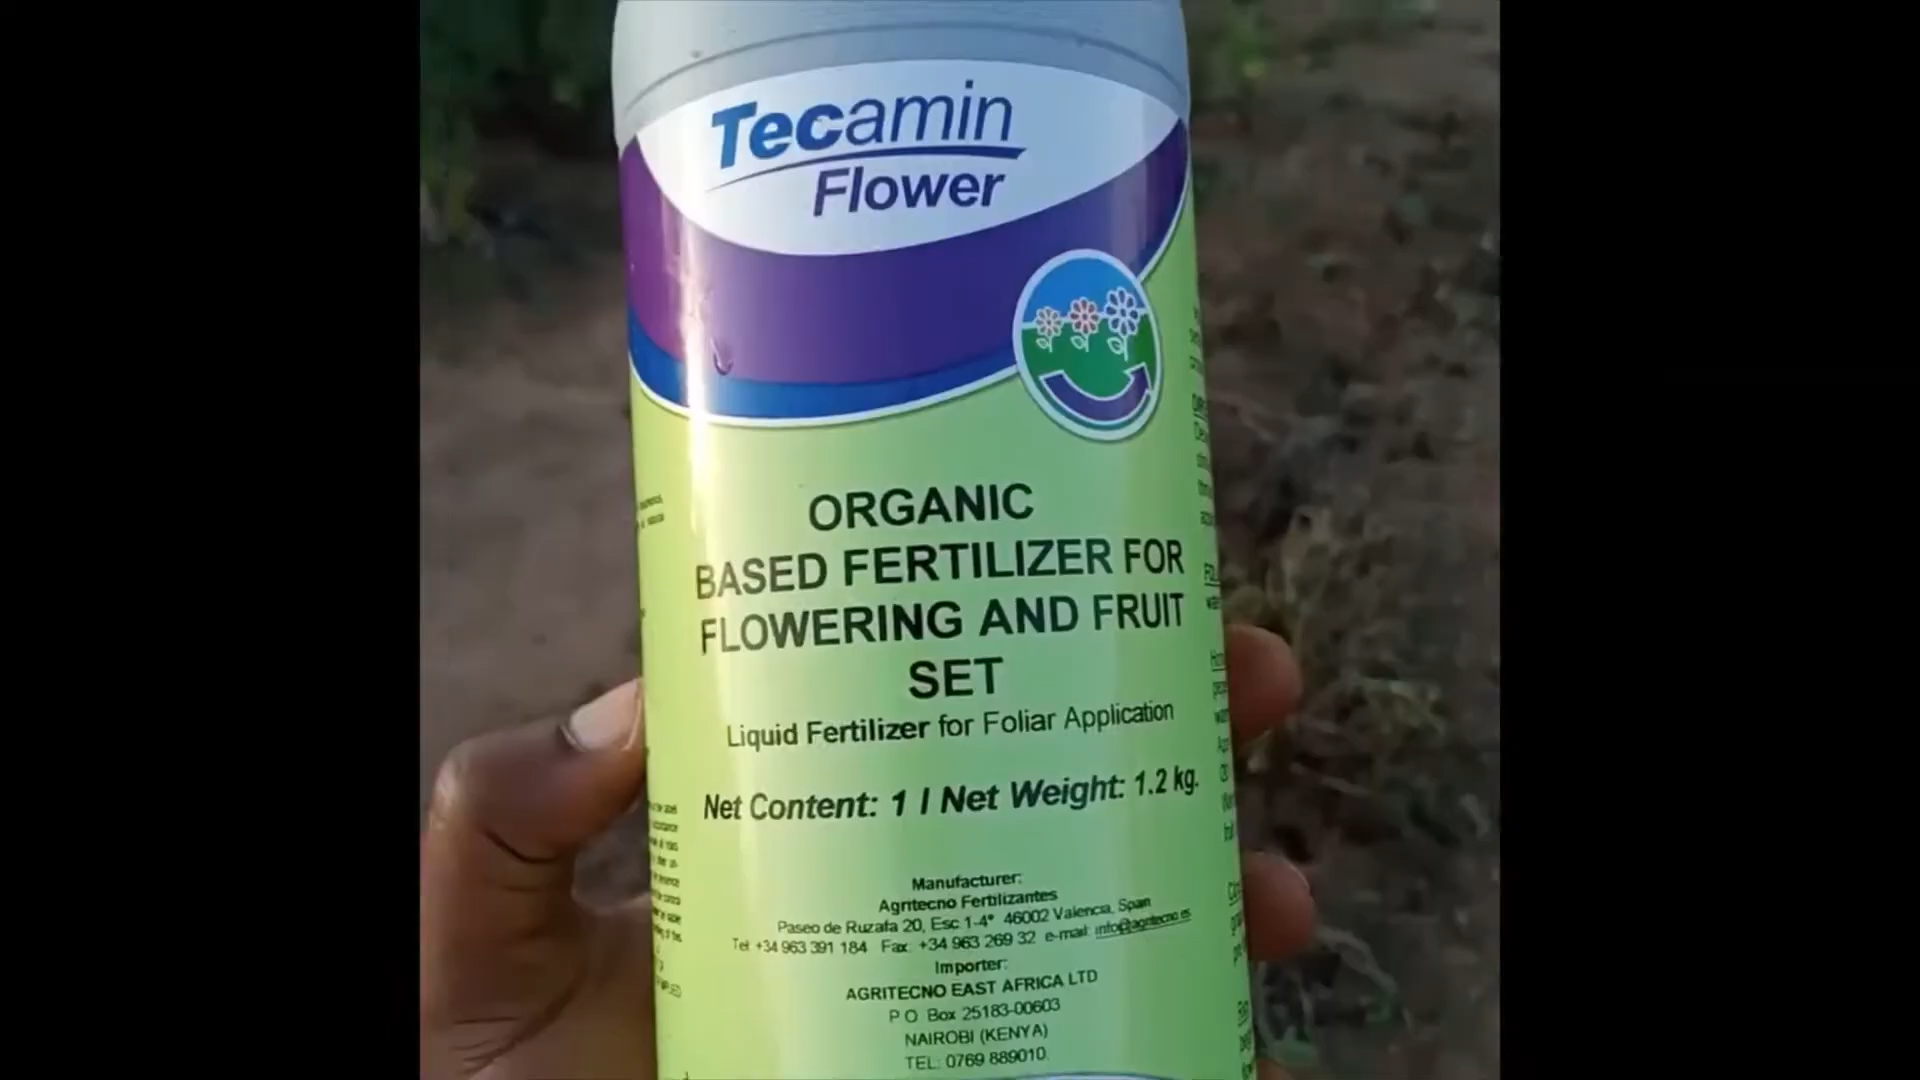 Tecamin
Flower
ORGANIC
BASED FERTILIZER FOR
FLOWERING AND FRUIT
SET
Liquid Fertilizer for Foliar Application
Net Content: 1 l Net Weight: 1.2 kg.
Manufacturer:
Agritecno Fertilizantes
Paseo de Ruzafa 20, Esc 1-4° 46002 Valencia, Spain
Tel: +34 963 391 184 Fax: +34 963 269 32 e-mail: info@agritecno.es
Importer:
AGRITECNO EAST AFRICA LTD
P O Box 25183-00603
NAIROBI (KENYA)
TEL: 0769 889010.